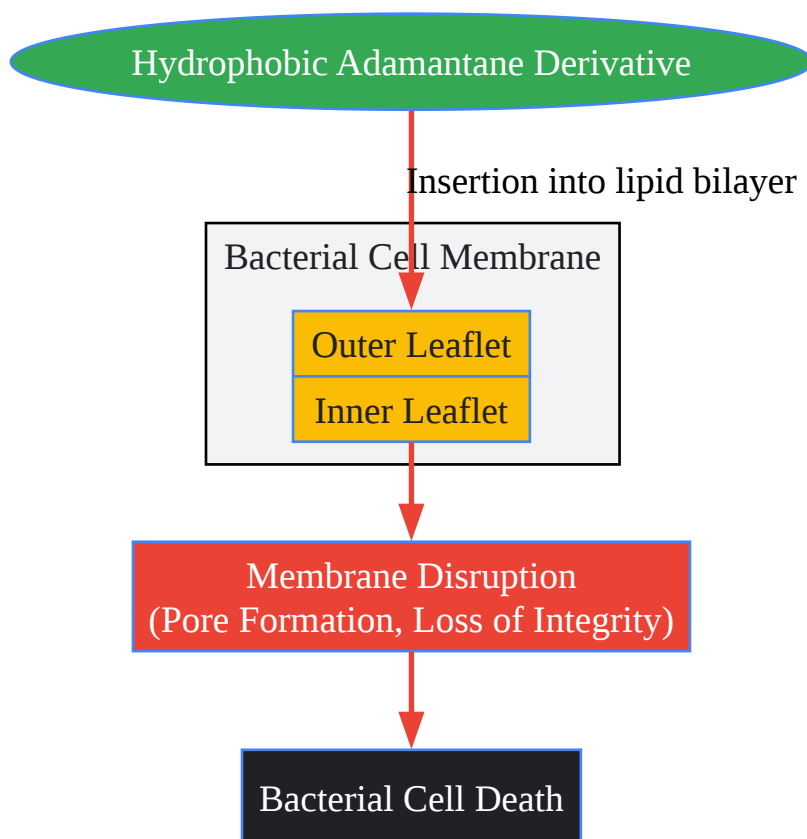 Hydrophobic Adamantane Derivative
Insertion into lipid bilayer
Bacterial Cell Membrane
Outer Leaflet
Inner Leaflet
Membrane Disruption
(Pore Formation, Loss of Integrity)
Bacterial Cell Death